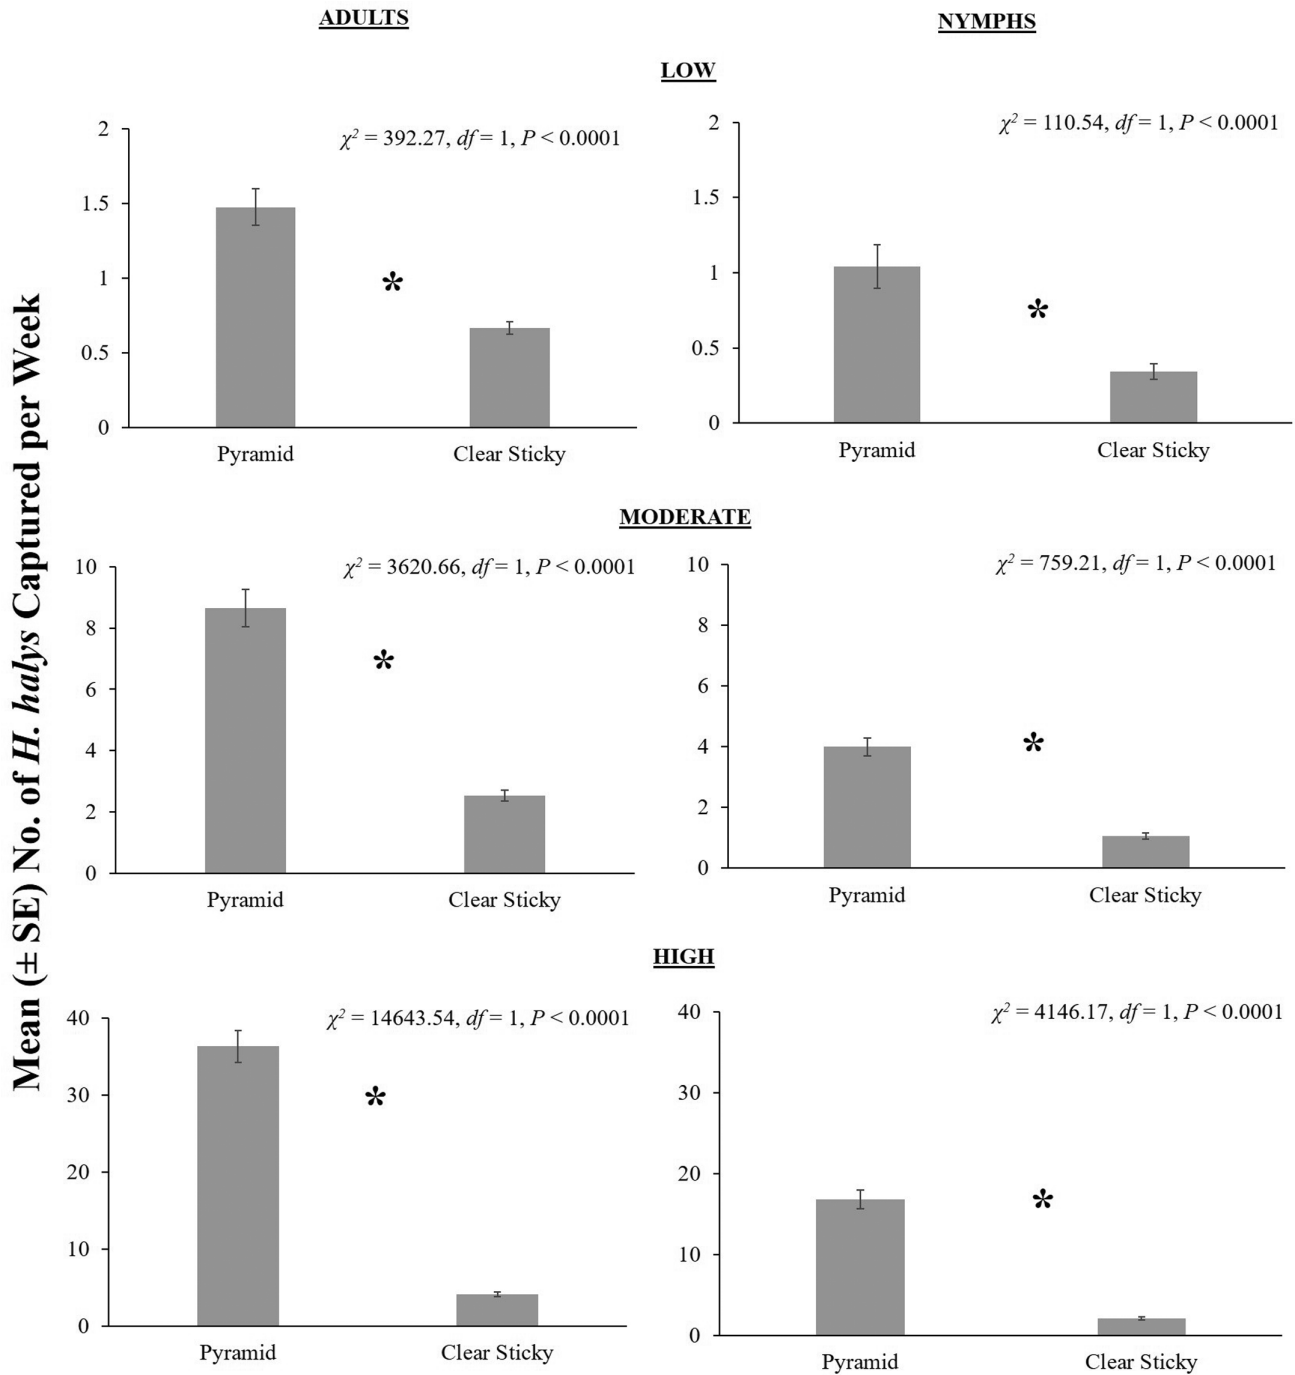 ADULTS
NYMPHS
LOW
Mean (± SE) No. of H. halys Captured per Week
χ² = 392.27, df = 1, P < 0.0001
2
1.5
1
*
0.5
0
Pyramid
Clear Sticky
χ² = 110.54, df = 1, P < 0.0001
2
1.5
1
*
0.5
0
Pyramid
Clear Sticky
MODERATE
χ² = 3620.66, df = 1, P < 0.0001
10
8
*
6
4
2
0
Pyramid
Clear Sticky
χ² = 759.21, df = 1, P < 0.0001
10
8
6
4
*
2
0
Pyramid
Clear Sticky
HIGH
χ² = 14643.54, df = 1, P < 0.0001
40
30
*
20
10
0
Pyramid
Clear Sticky
χ² = 4146.17, df = 1, P < 0.0001
40
30
20
*
10
0
Pyramid
Clear Sticky